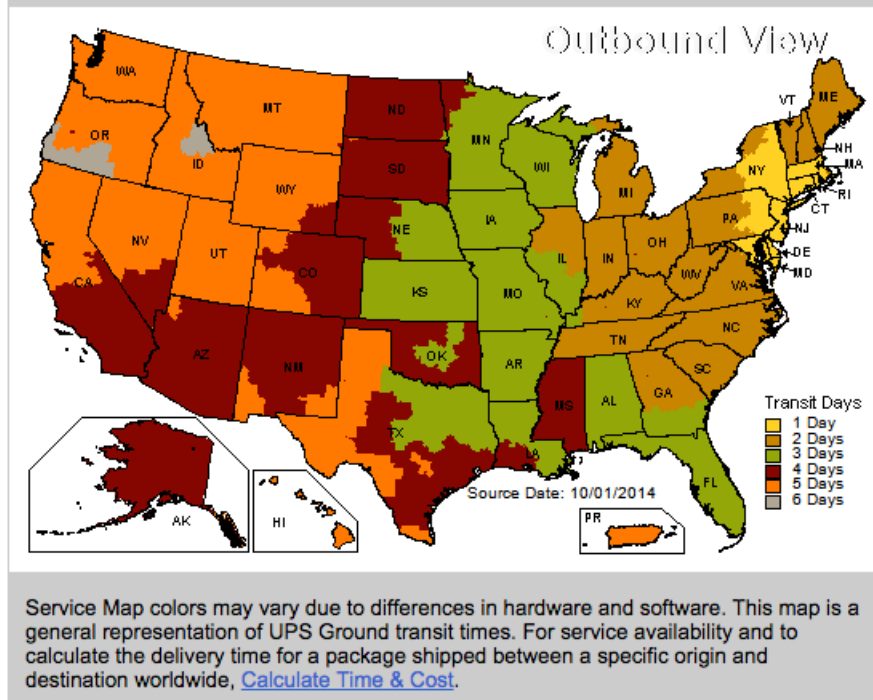 Outbound View
WA
MT
ND
MN
VT
ME
OR
ID
SD
WI
NY
NH
MA
WY
MI
RI
CT
NE
IA
PA
NJ
NV
UT
CO
IL
IN
OH
DE
MD
CA
KS
MO
WV
VA
KY
AZ
NM
OK
AR
TN
NC
SC
MS
AL
GA
TX
LA
FL
Transit Days
1 Day
2 Days
3 Days
4 Days
5 Days
6 Days
Source Date: 10/01/2014
AK
HI
PR
Service Map colors may vary due to differences in hardware and software. This map is a
general representation of UPS Ground transit times. For service availability and to
calculate the delivery time for a package shipped between a specific origin and
destination worldwide, Calculate Time & Cost.